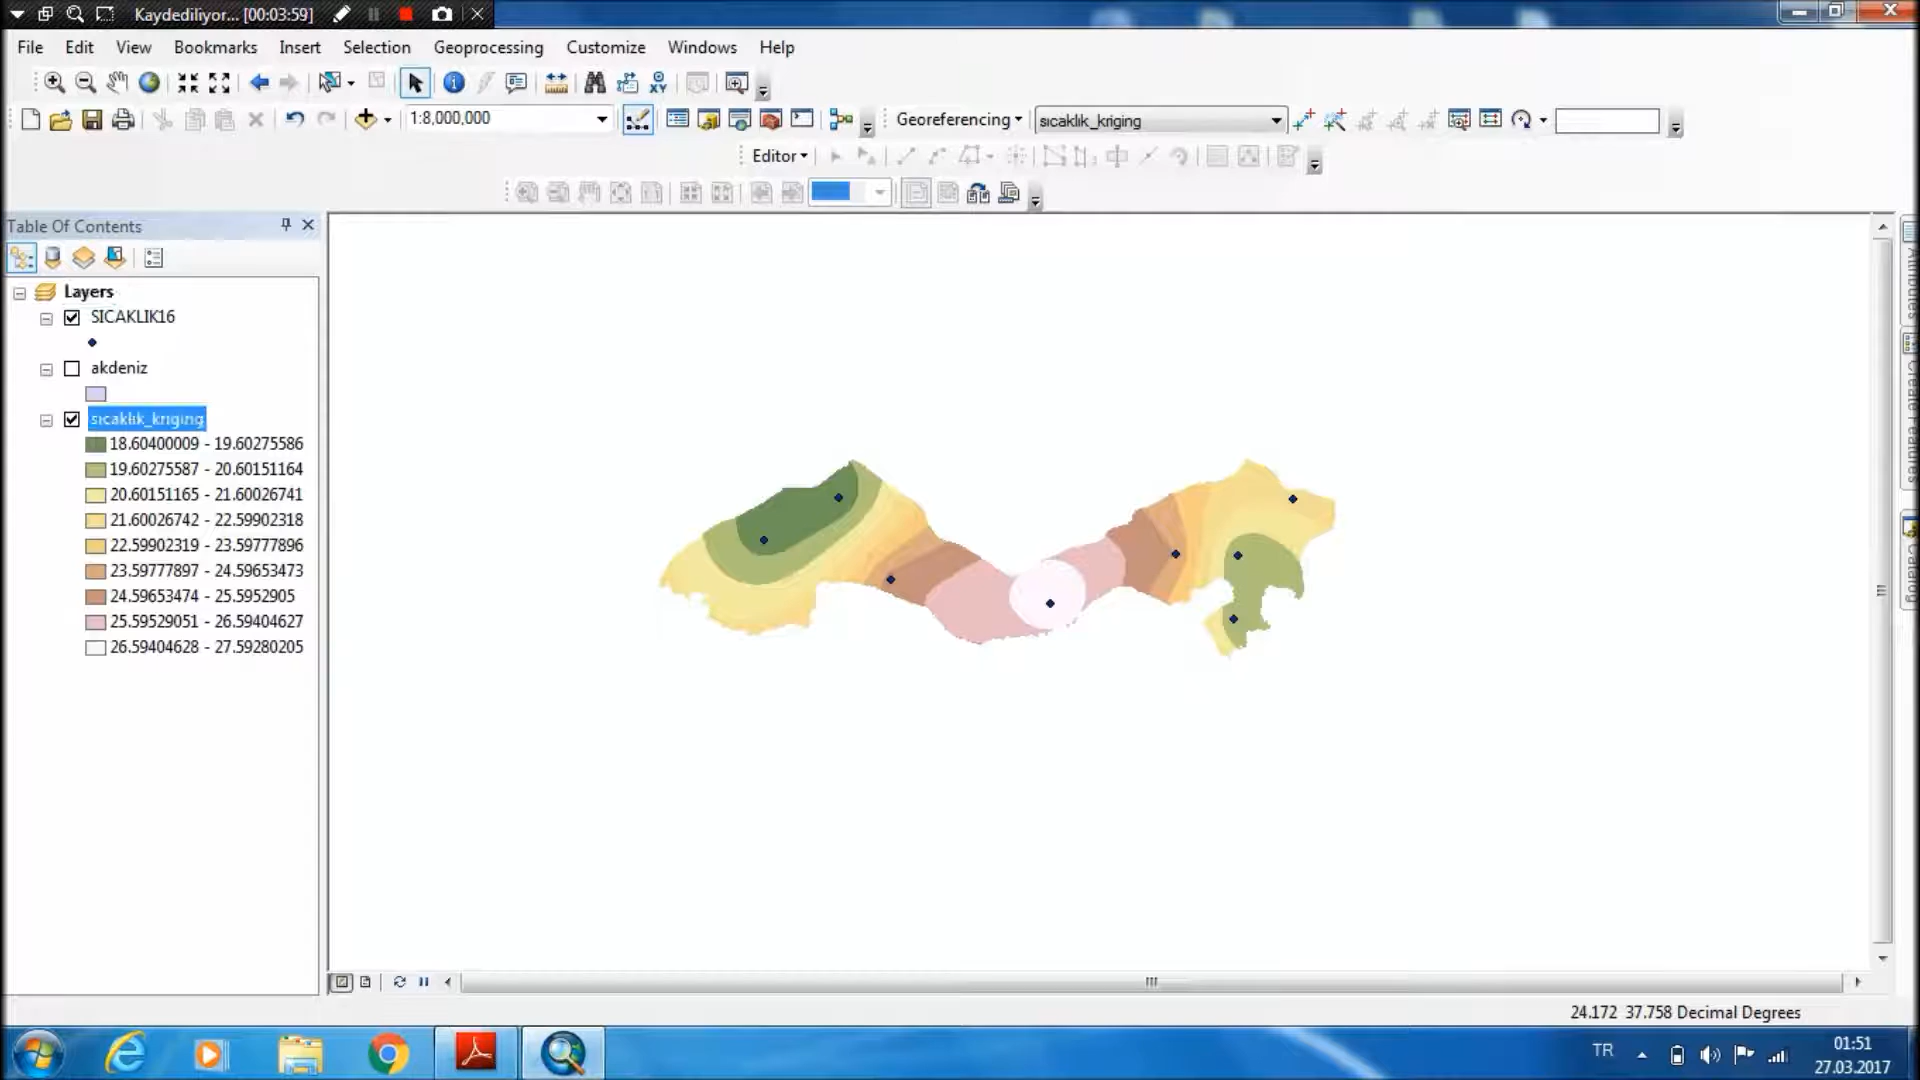 Kaydediliyor... [00:03:59]
File Edit View Bookmarks Insert Selection Geoprocessing Customize Windows Help
1:8,000,000
Georeferencing
sıcaklık_kriging
Editor
Table Of Contents
Layers
SICAKLIK16
akdeniz
sıcaklık_kriging
18.60400009 - 19.60275586
19.60275587 - 20.60151164
20.60151165 - 21.60026741
21.60026742 - 22.59902318
22.59902319 - 23.59777896
23.59777897 - 24.59653473
24.59653474 - 25.5952905
25.59529051 - 26.59404627
26.59404628 - 27.59280205
Attributes
Create Features
Catalog
24.172 37.758 Decimal Degrees
TR
01:51
27.03.2017